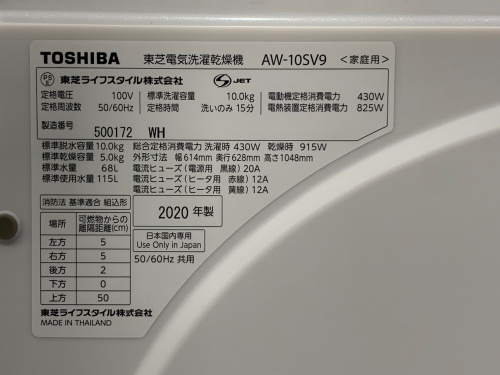 TOSHIBA 東芝電気洗濯乾燥機 AW-10SV9 <家庭用>
PS E 東芝ライフスタイル株式会社 S JET
定格電圧 100V 標準洗濯容量 10.0kg 電動機定格消費電力 430W
定格周波数 50/60Hz 定格時間 洗いのみ 15分 電熱装置定格消費電力 825W
製造番号 500172 WH
標準脱水容量10.0kg 総合定格消費電力 洗濯時 430W 乾燥時 915W
標準乾燥容量 5.0kg 外形寸法 幅614mm 奥行628mm 高さ1048mm
標準水量 68L 電流ヒューズ(電源用 黒線) 20A
標準使用水量 115L 電流ヒューズ(ヒータ用 赤線) 12A
電流ヒューズ(ヒータ用 黄線) 12A
消防法 基準適合 組込形
場所 可燃物からの離隔距離(cm)
左方 5
右方 5
後方 2
下方 0
上方 50
2020 年製
日本国内専用
Use Only in Japan
50/60Hz 共用
東芝ライフスタイル株式会社
MADE IN THAILAND